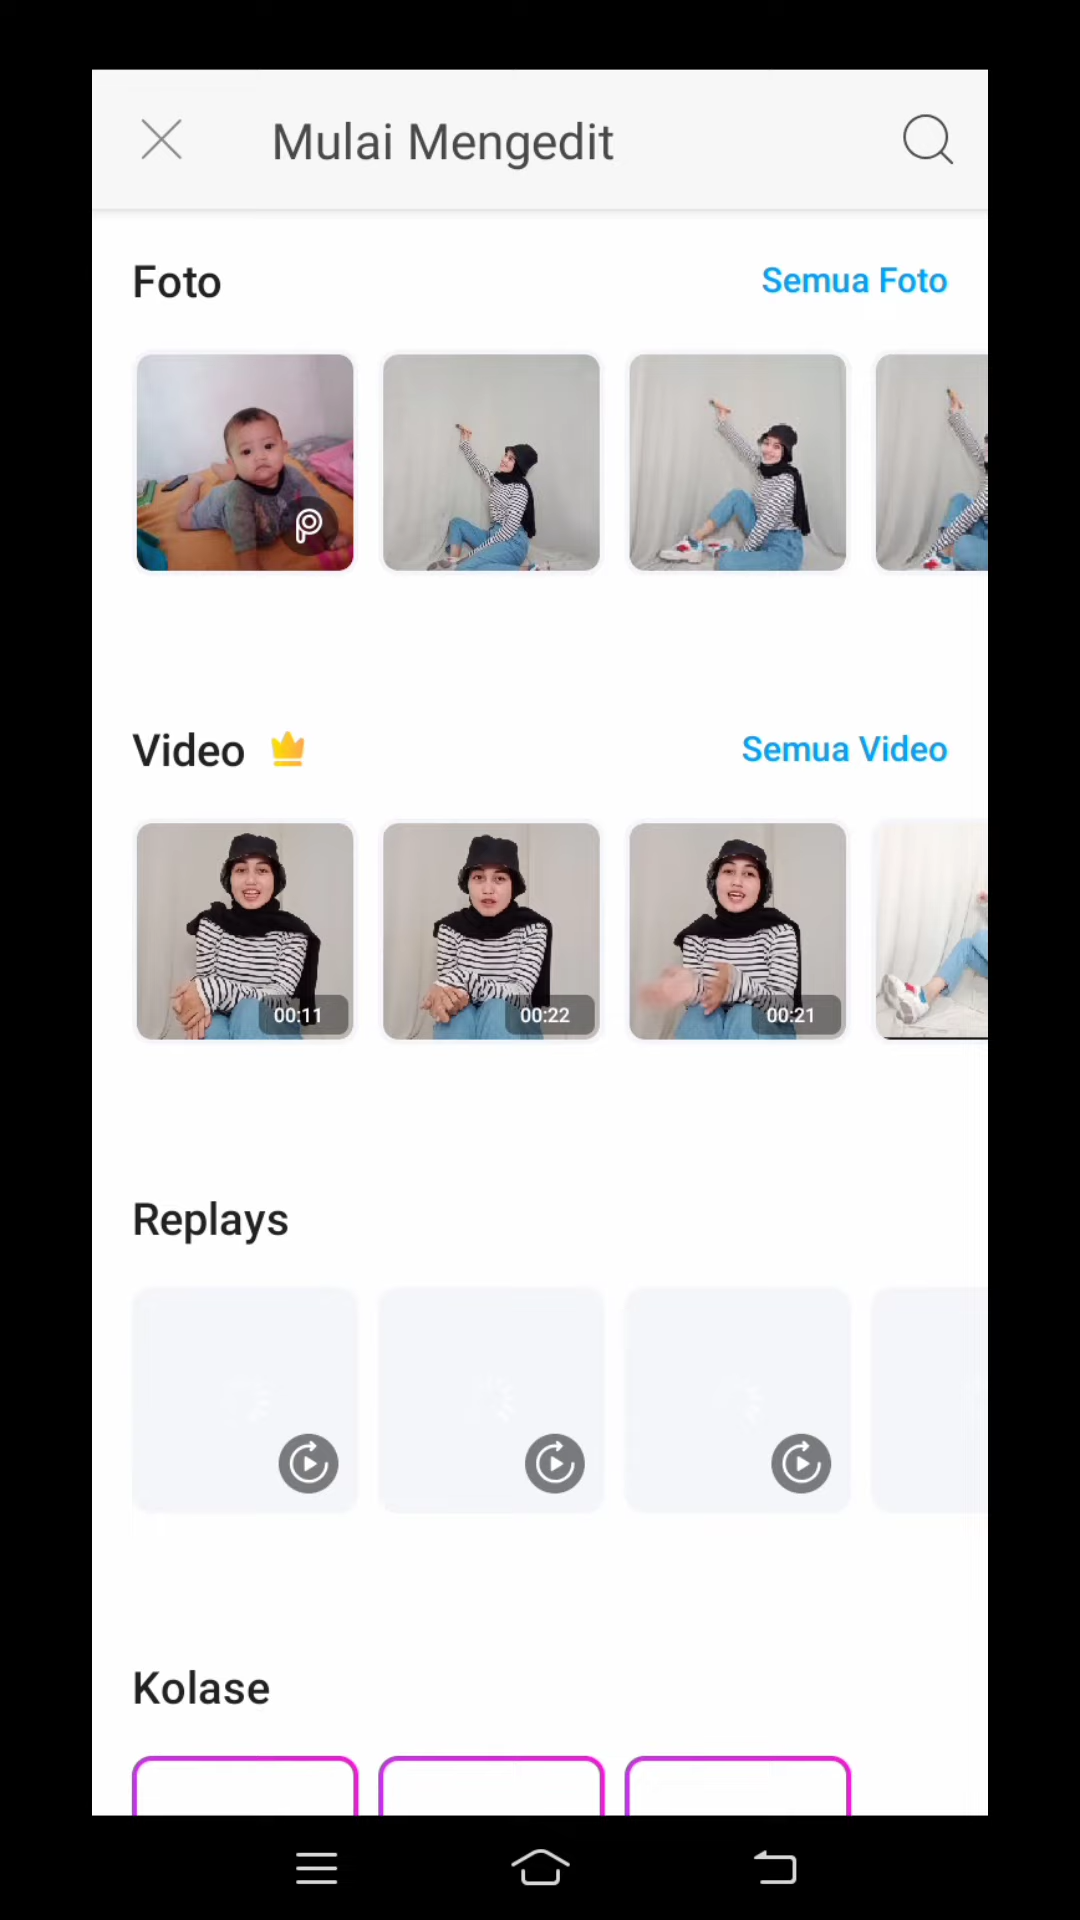 Mulai Mengedit
Foto
Semua Foto
Video
Semua Video
00:11
00:22
00:21
Replays
Kolase